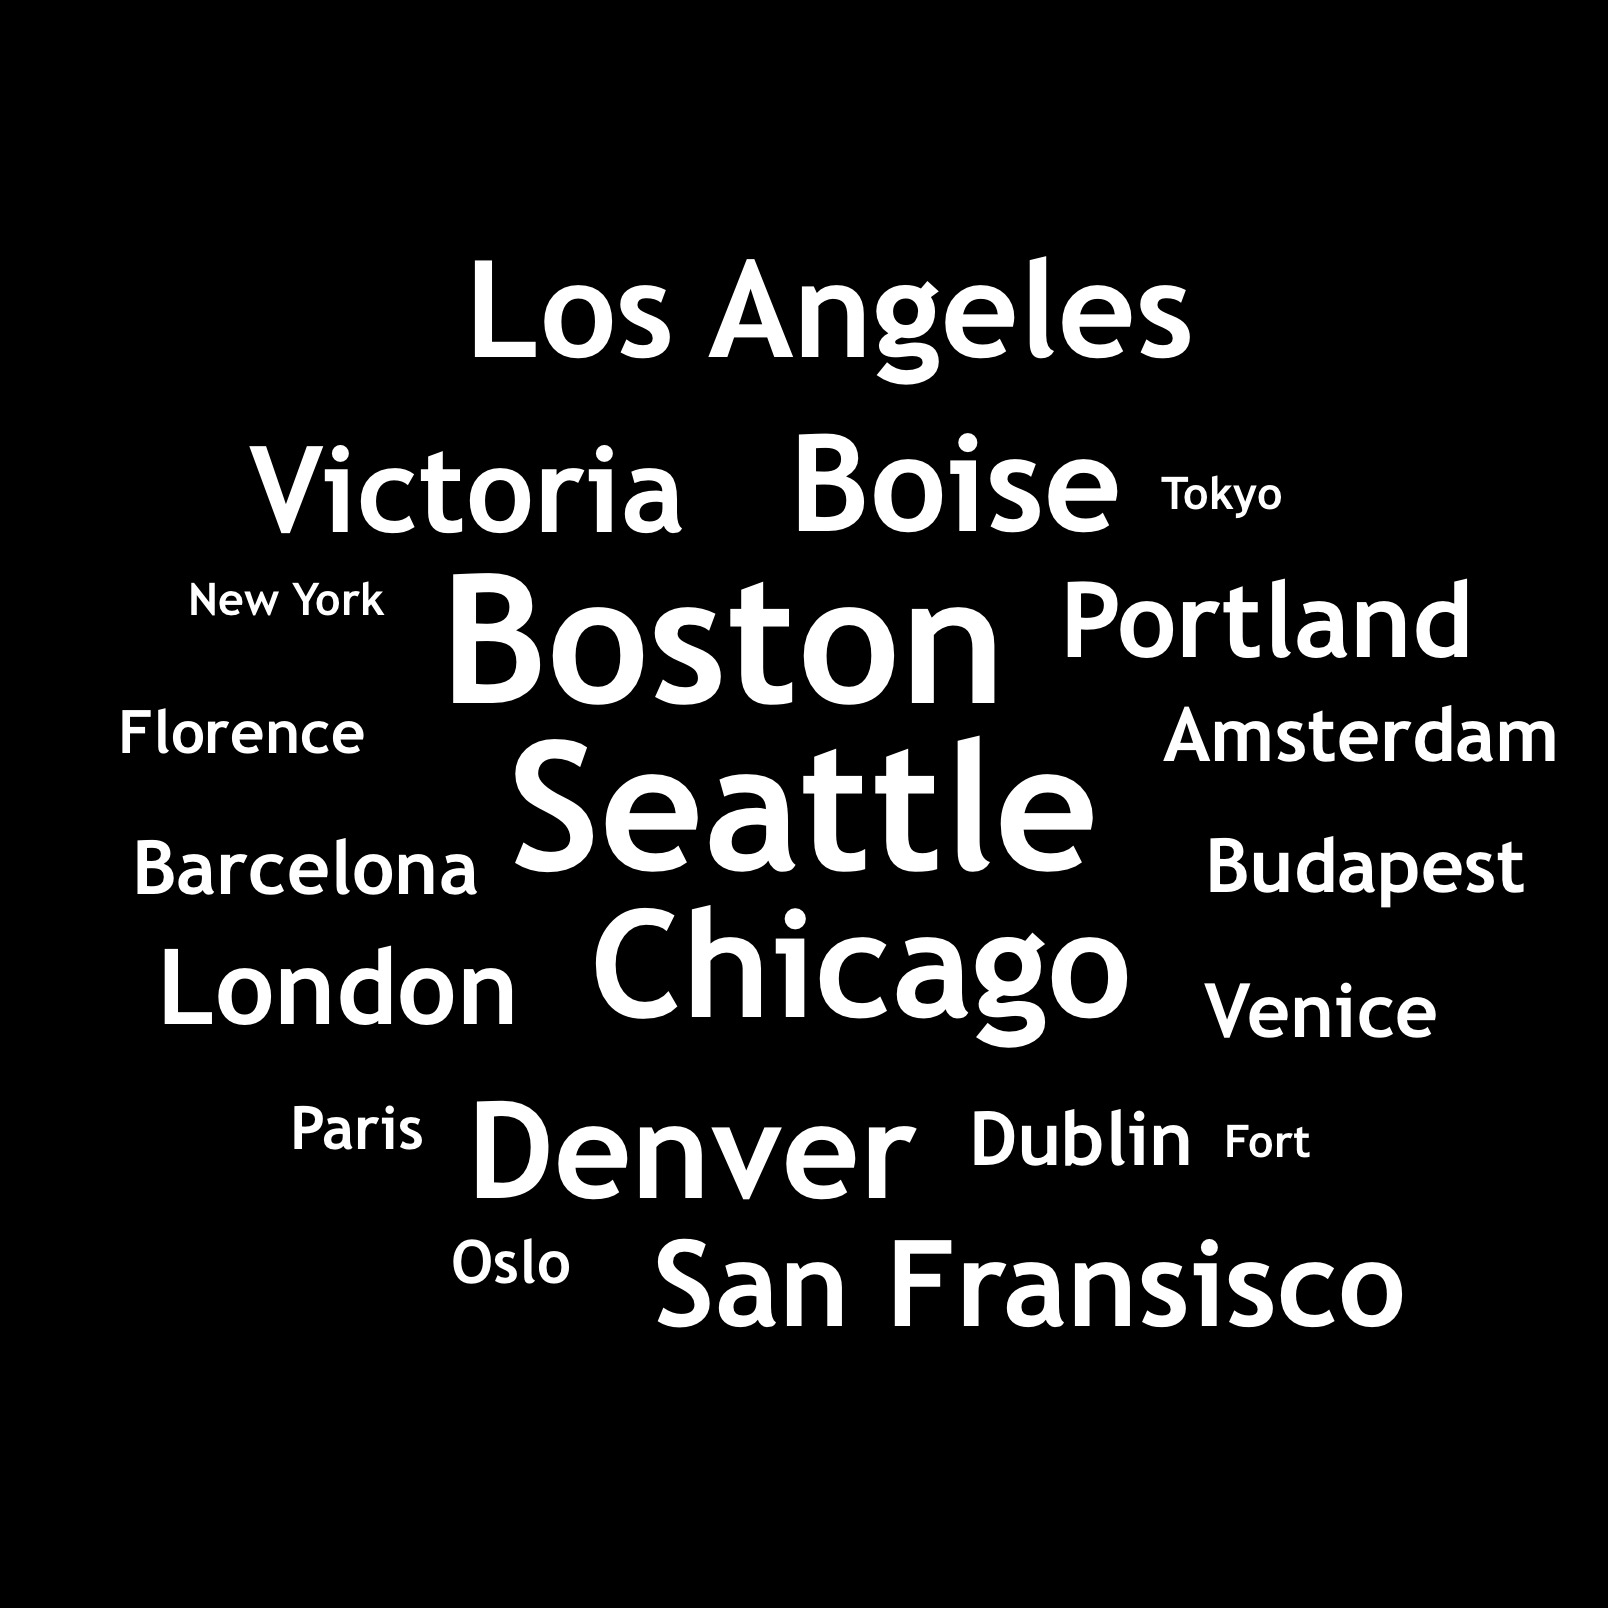 Los Angeles
Victoria Boise Tokyo
New York Boston Portland
Florence Amsterdam
Seattle
Barcelona Budapest
London Chicago Venice
Paris Denver Dublin Fort
Oslo San Fransisco